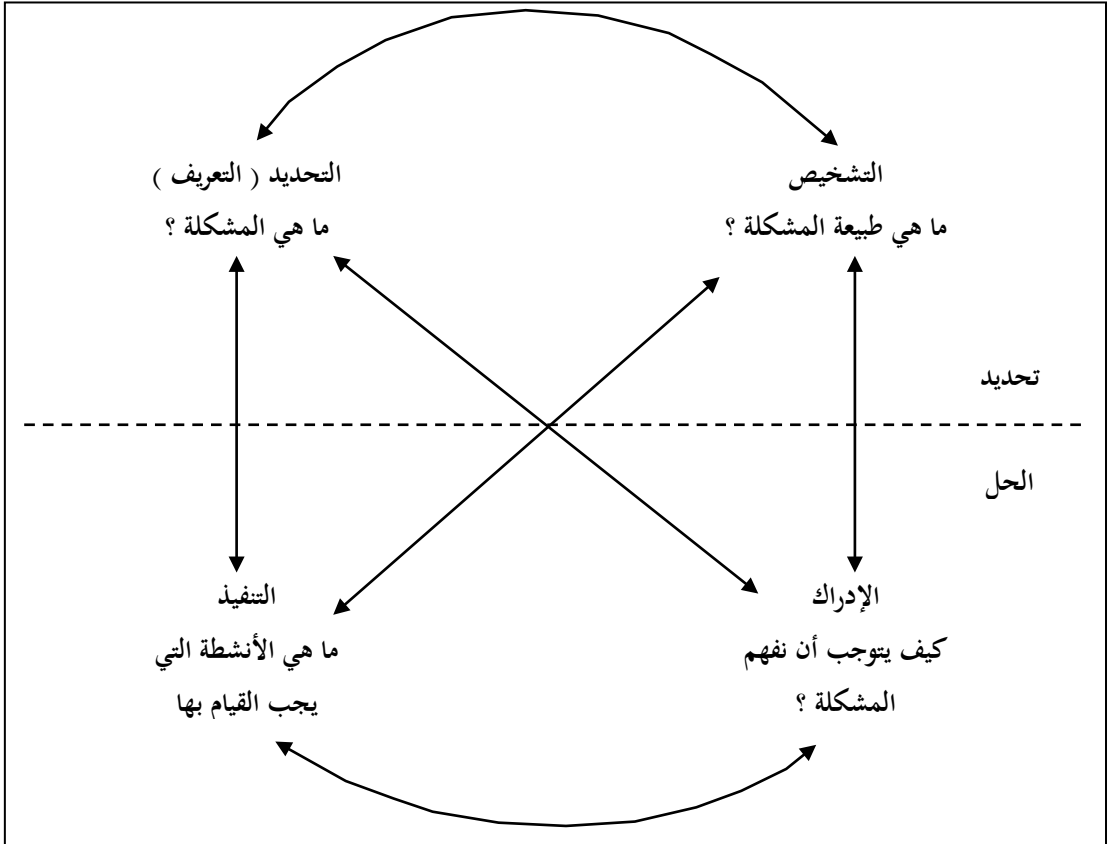 التشخيص
ما هي طبيعة المشكلة ؟
التحديد ( التعريف )
ما هي المشكلة ؟
تحديد
الحل
الإدراك
كيف يتوجب أن نفهم
المشكلة ؟
التنفيذ
ما هي الأنشطة التي
يجب القيام بها